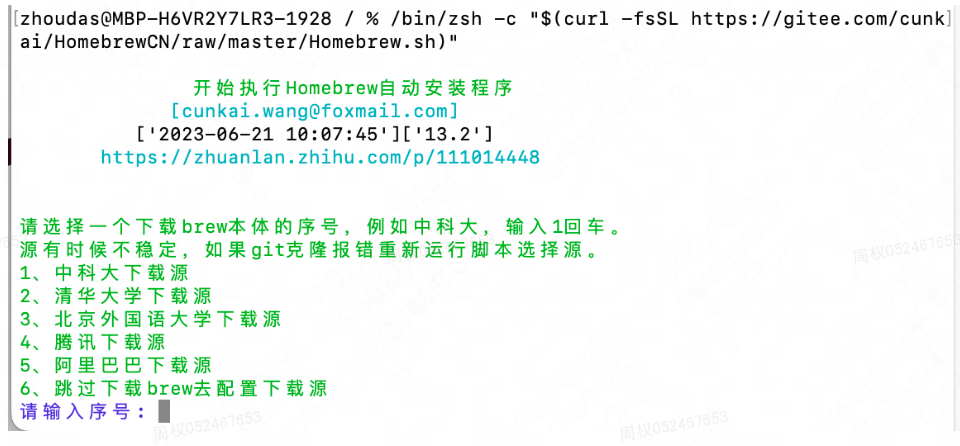 [zhoudas@MBP-H6VR2Y7LR3-1928 / % /bin/zsh -c "$(curl -fsSL https://gitee.com/cunk]
ai/HomebrewCN/raw/master/Homebrew.sh)"
开始执行Homebrew自动安装程序
[cunkai.wang@foxmail.com]
['2023-06-21 10:07:45']['13.2']
https://zhuanlan.zhihu.com/p/111014448
请选择一个下载brew本体的序号，例如中科大，输入1回车。
源有时候不稳定，如果git克隆报错重新运行脚本选择源。
周权052467653
1、中科大下载源
2、清华大学下载源
3、北京外国语大学下载源
4、腾讯下载源
5、阿里巴巴下载源
6、跳过下载brew去配置下载源
请输入序号：
周权052467653
周权052467653